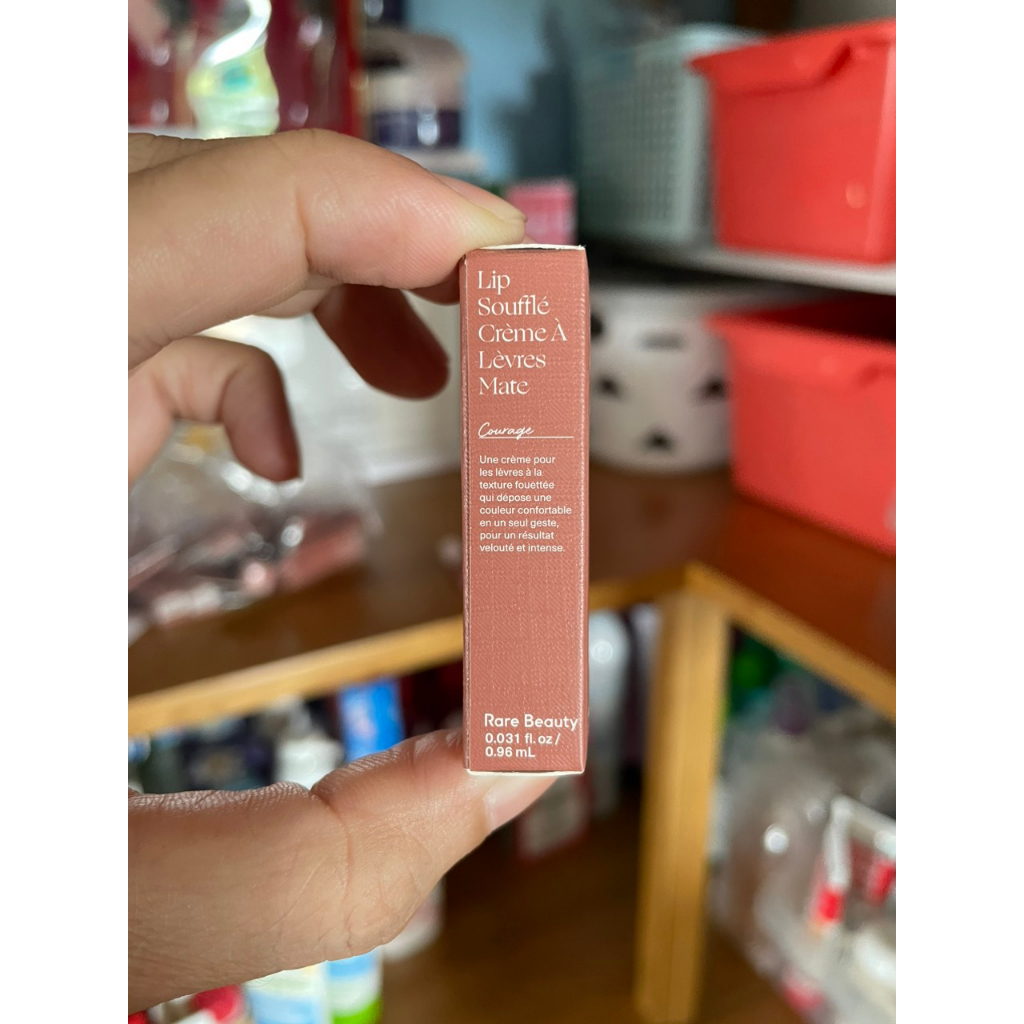 Lip
Soufflé
Crème À
Lèvres
Mate
Courage
Une crème pour
les lèvres à la
texture fouettée
qui dépose une
couleur confortable
en un seul geste,
pour un résultat
velouté et intense.
Rare Beauty
0.031 fl. oz /
0.96 mL